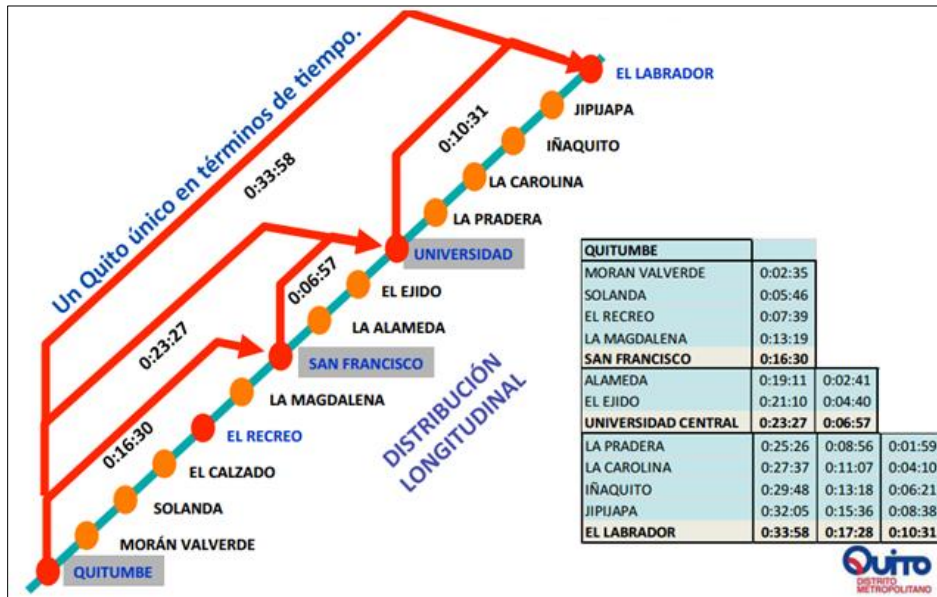 Un Quito único en términos de tiempo.
EL LABRADOR
JIPIJAPA
IÑAQUITO
LA CAROLINA
LA PRADERA
UNIVERSIDAD
EL EJIDO
LA ALAMEDA
SAN FRANCISCO
LA MAGDALENA
EL RECREO
EL CALZADO
SOLANDA
MORÁN VALVERDE
QUITUMBE
0:33:58
0:10:31
0:23:27
0:06:57
0:16:30
DISTRIBUCIÓN
LONGITUDINAL
QUITUMBE
MORAN VALVERDE 0:02:35
SOLANDA 0:05:46
EL RECREO 0:07:39
LA MAGDALENA 0:13:19
SAN FRANCISCO 0:16:30
ALAMEDA 0:19:11 0:02:41
EL EJIDO 0:21:10 0:04:40
UNIVERSIDAD CENTRAL 0:23:27 0:06:57
LA PRADERA 0:25:26 0:08:56 0:01:59
LA CAROLINA 0:27:37 0:11:07 0:04:10
IÑAQUITO 0:29:48 0:13:18 0:06:21
JIPIJAPA 0:32:05 0:15:36 0:08:38
EL LABRADOR 0:33:58 0:17:28 0:10:31
QUITO
DISTRITO
METROPOLITANO